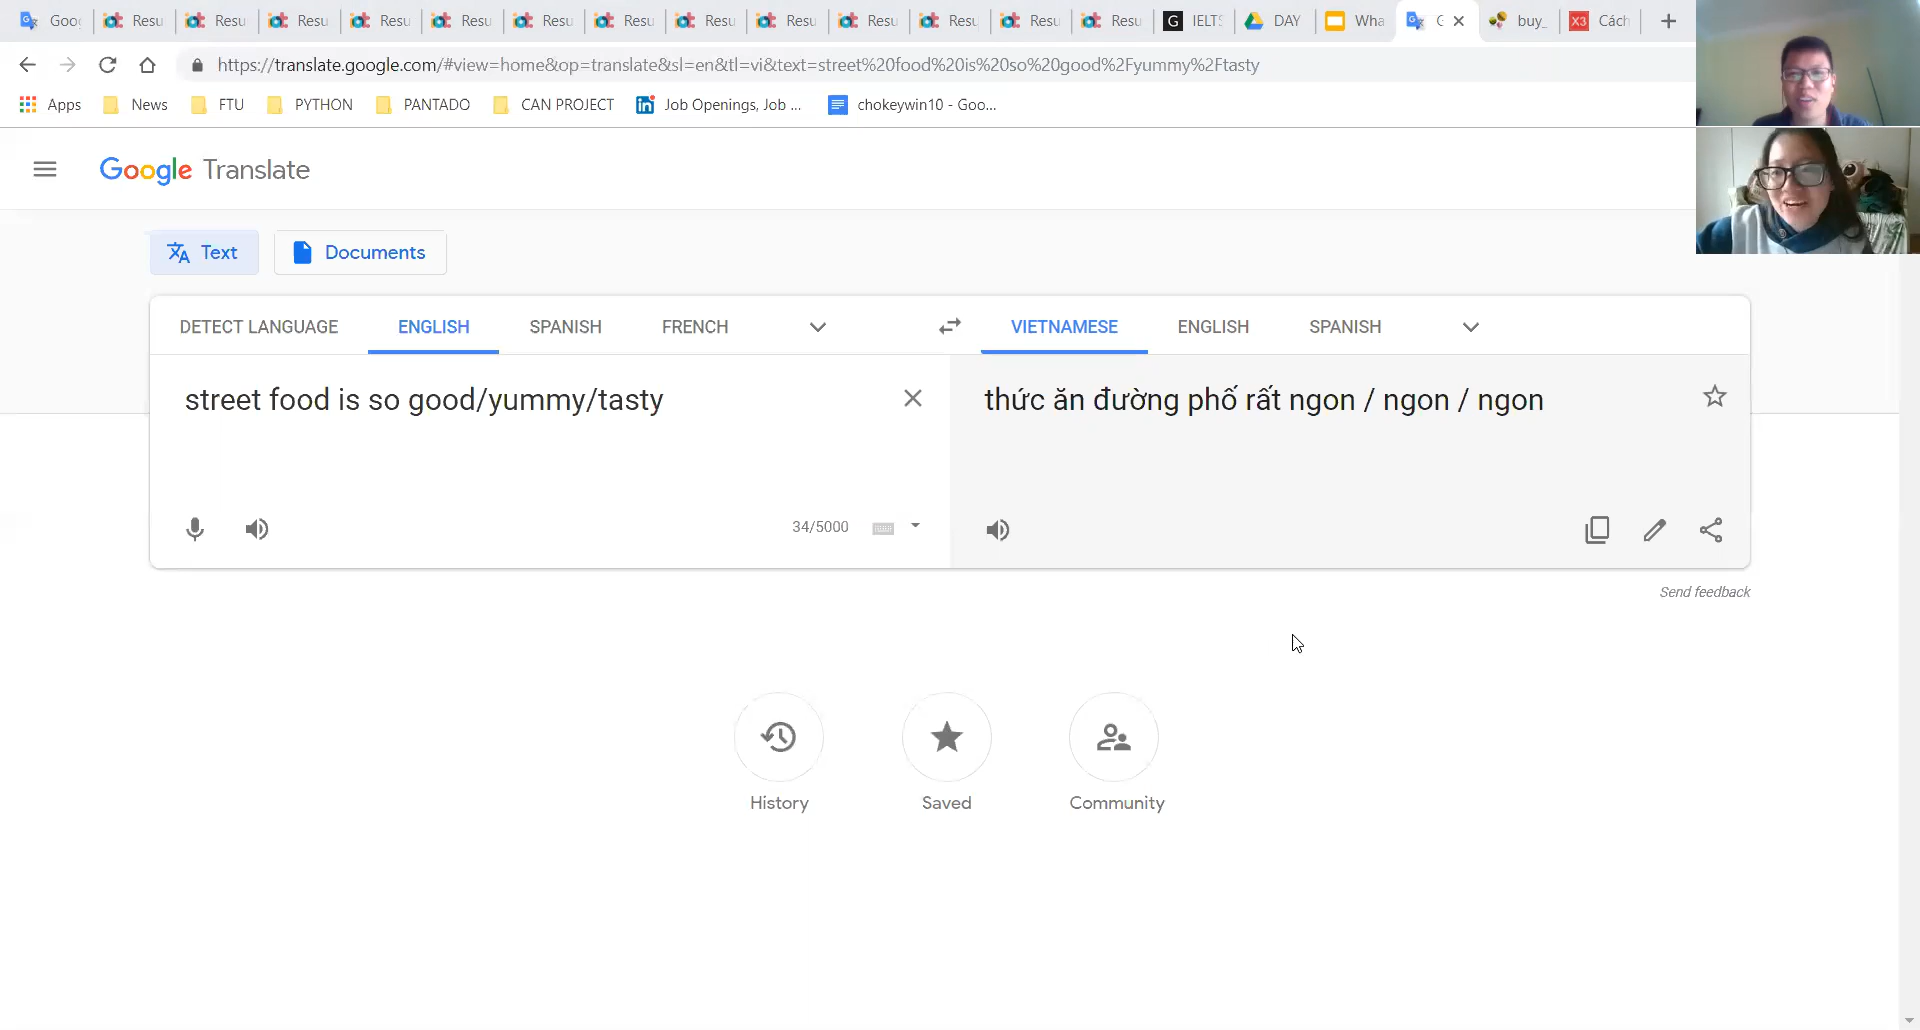 Goo Resu Resu Resu Resu Resu Resu Resu Resu Resu Resu Resu Resu Resu G IELTS DAY Wha G buy_ X3 Cách
https://translate.google.com/#view=home&op=translate&sl=en&tl=vi&text=street%20food%20is%20so%20good%2Fyummy%2Ftasty
Apps News FTU PYTHON PANTADO CAN PROJECT in Job Openings, Job ... chokeywin10 - Goo...
Google Translate
Text Documents
DETECT LANGUAGE ENGLISH SPANISH FRENCH VIETNAMESE ENGLISH SPANISH
street food is so good/yummy/tasty
thức ăn đường phố rất ngon / ngon / ngon
34/5000
Send feedback
History Saved Community